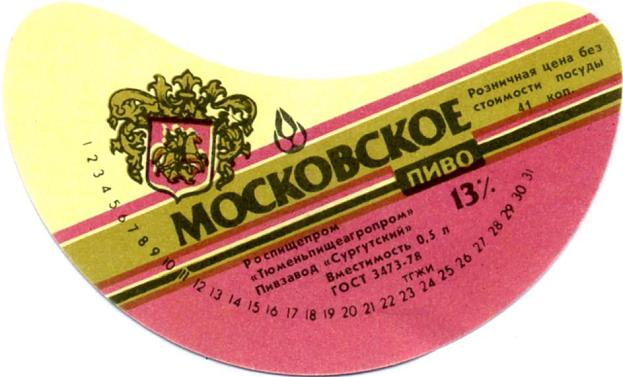 Розничная цена без
стоимости посуды
41 коп.
МОСКОВСКОЕ
ПИВО
13%
Роспищепром
«Тюменьпищеагропром»
Пивзавод «Сургутский»
Вместимость 0,5 л
ГОСТ 3473-78
ТГЖИ
1 2 3 4 5 6 7 8 9 10 11 12 13 14 15 16 17 18 19 20 21 22 23 24 25 26 27 28 29 30 31